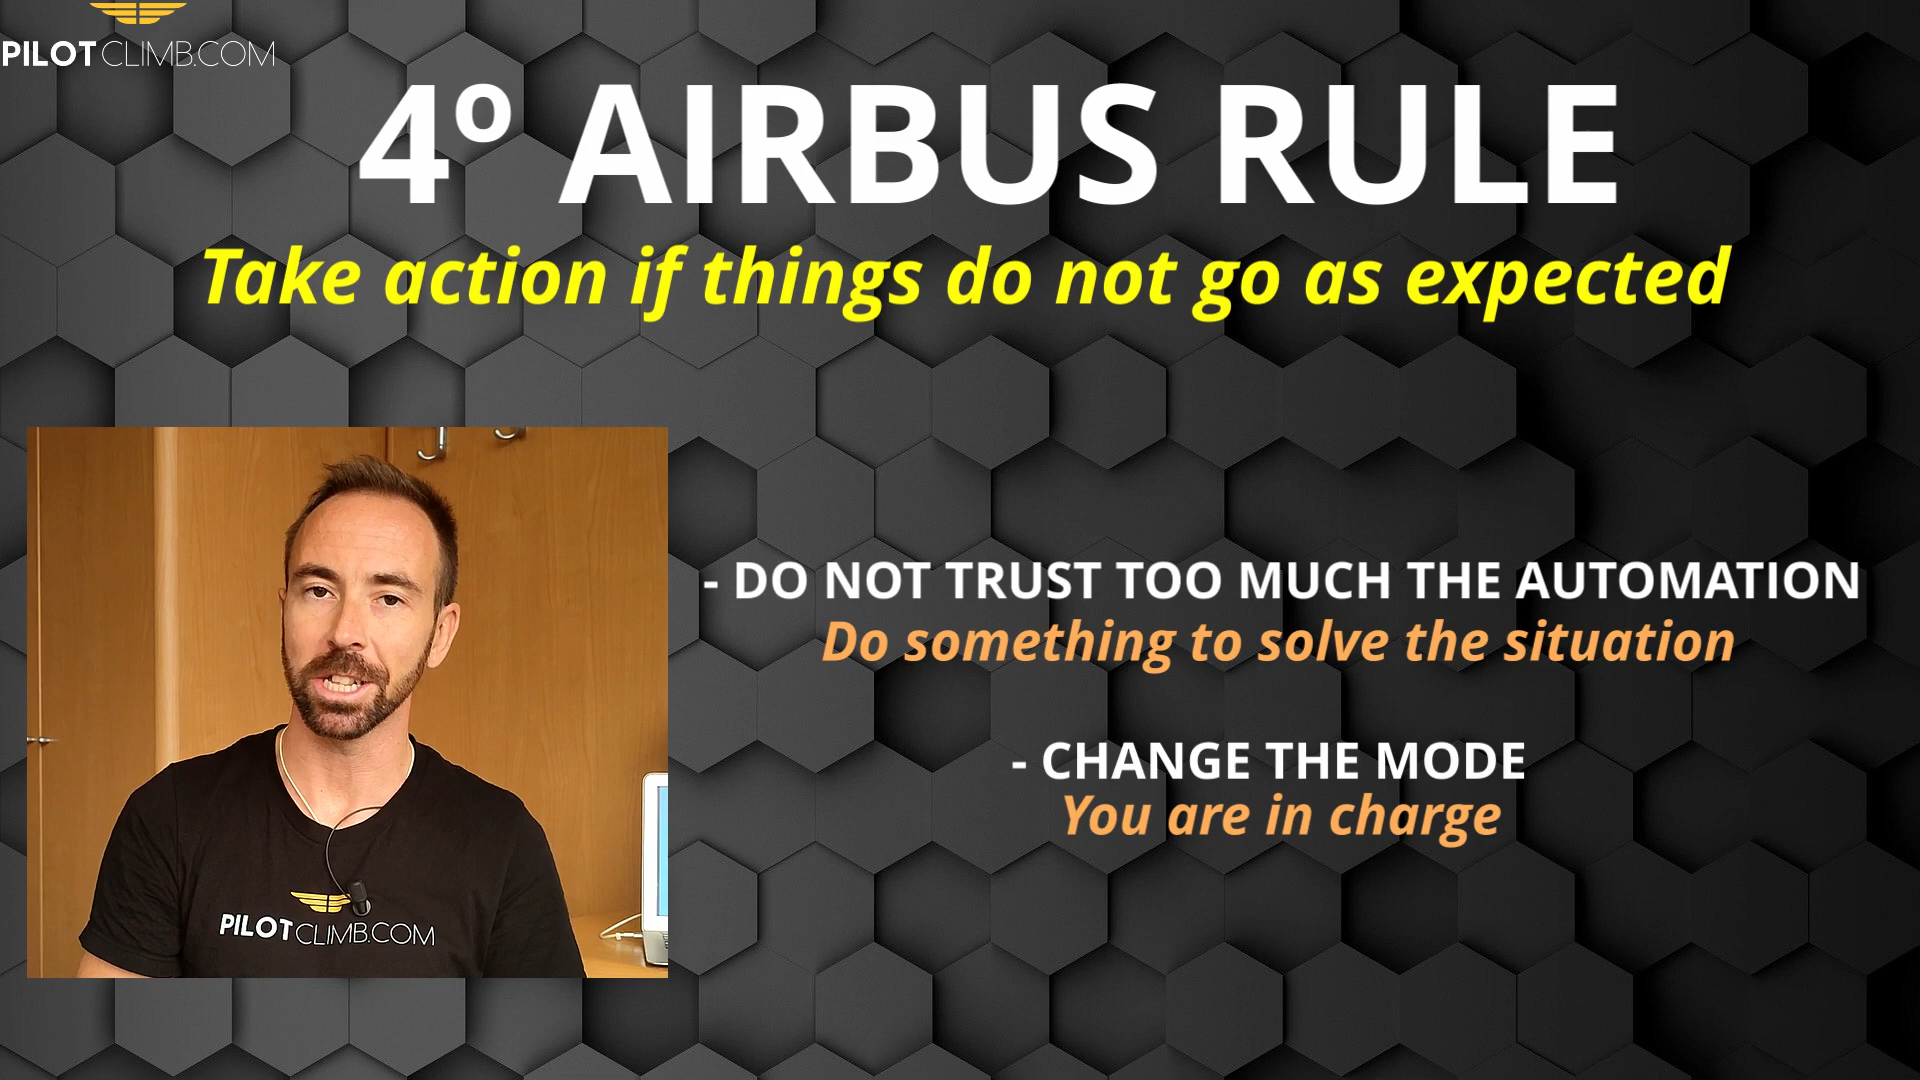 PILOTCLIMB.COM
4º AIRBUS RULE
Take action if things do not go as expected
- DO NOT TRUST TOO MUCH THE AUTOMATION
Do something to solve the situation
- CHANGE THE MODE
You are in charge
PILOTCLIMB.COM